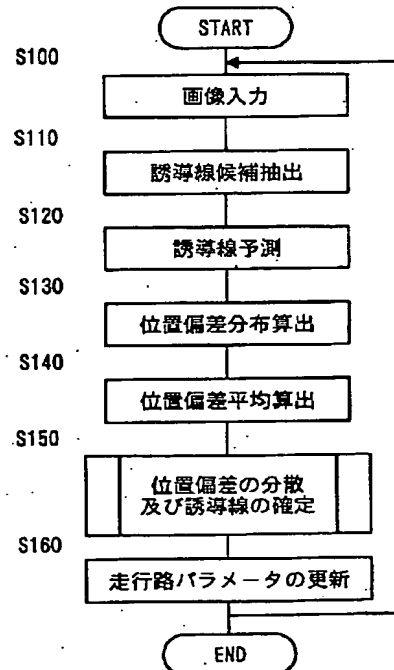 START
S100
画像入力
S110
誘導線候補抽出
S120
誘導線予測
S130
位置偏差分布算出
S140
位置偏差平均算出
S150
位置偏差の分散
及び誘導線の確定
S160
走行路パラメータの更新
END